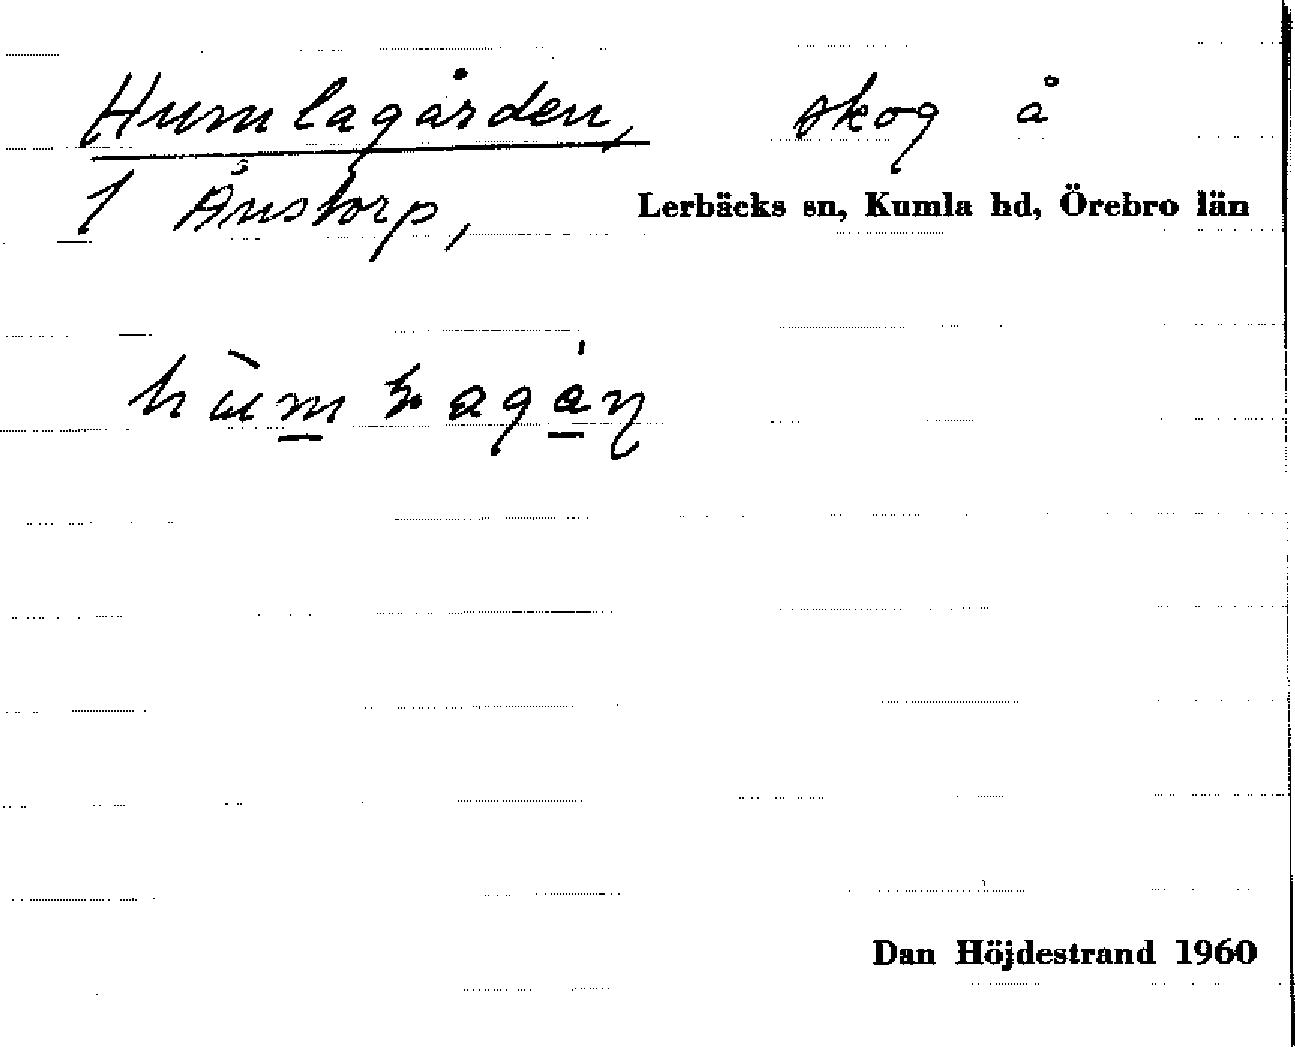 Humlagården, skog å
1 Ånstorp, Lerbäcks sn, Kumla hd, Örebro län
Dan Höjdestrand 1960